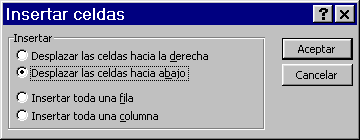 Insertar celdas
Insertar
Desplazar las celdas hacia la derecha
Desplazar las celdas hacia abajo
Insertar toda una fila
Insertar toda una columna
Aceptar
Cancelar